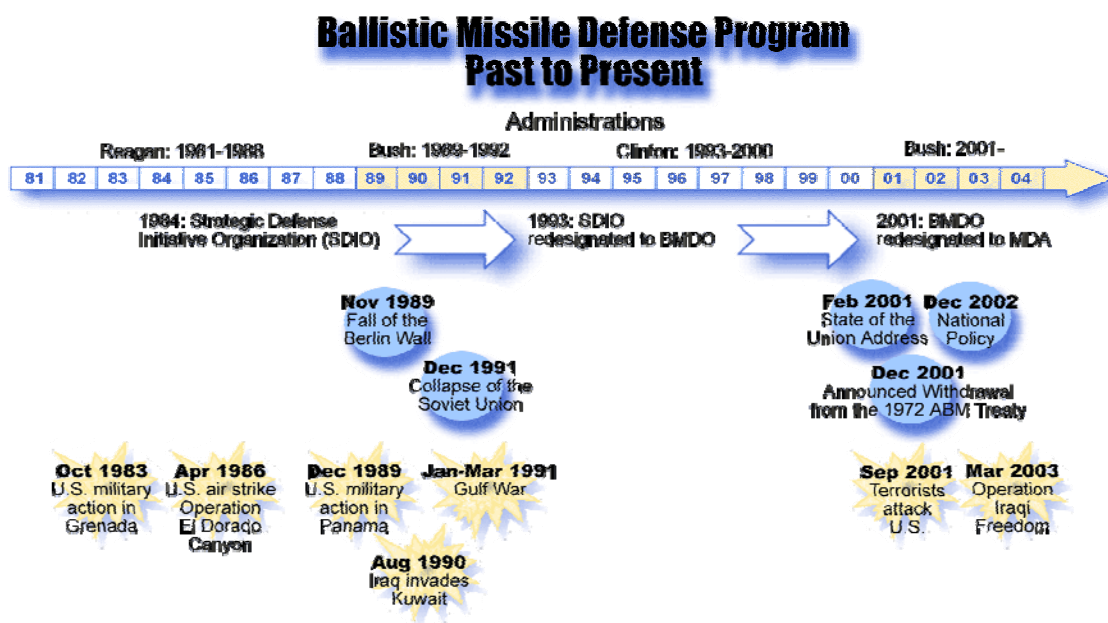 Ballistic Missile Defense Program
Past to Present
Administrations
Reagan: 1981-1988
Bush: 1989-1992
Clinton: 1993-2000
Bush: 2001-
81 82 83 84 85 86 87 88 89 90 91 92 93 94 95 96 97 98 99 00 01 02 03 04
1984: Strategic Defense
Initiative Organization (SDIO)
1993: SDIO
redesignated to BMDO
2001: BMDO
redesignated to MDA
Nov 1989
Fall of the
Berlin Wall
Dec 1991
Collapse of the
Soviet Union
Feb 2001
State of the
Union Address
Dec 2002
National
Policy
Dec 2001
Announced Withdrawal
from the 1972 ABM Treaty
Oct 1983
U.S. military
action in
Grenada
Apr 1986
U.S. air strike
Operation
El Dorado
Canyon
Dec 1989
U.S. military
action in
Panama
Jan-Mar 1991
Gulf War
Aug 1990
Iraq invades
Kuwait
Sep 2001
Terrorists
attack
U.S.
Mar 2003
Operation
Iraqi
Freedom